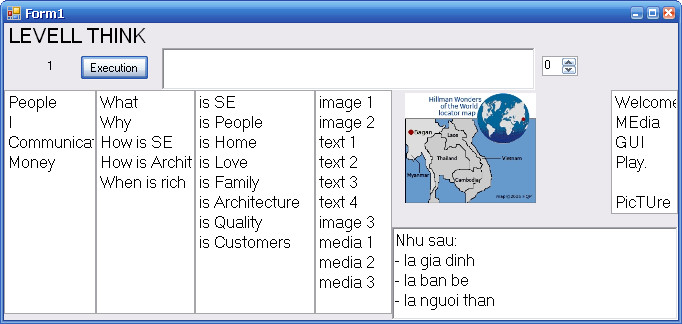 Form1
LEVELL THINK
1
Execution
0
People
I
Communicat
Money
What
Why
How is SE
How is Archit
When is rich
is SE
is People
is Home
is Love
is Family
is Architecture
is Quality
is Customers
image 1
image 2
text 1
text 2
text 3
text 4
image 3
media 1
media 2
media 3
Hillman Wonders
of the World
locator map
Bagan
Laos
Thailand
Vietnam
Myanmar
Cambodia
Welcome
MEdia
GUI
Play.
PicTUre
Nhu sau:
- la gia dinh
- la ban be
- la nguoi than